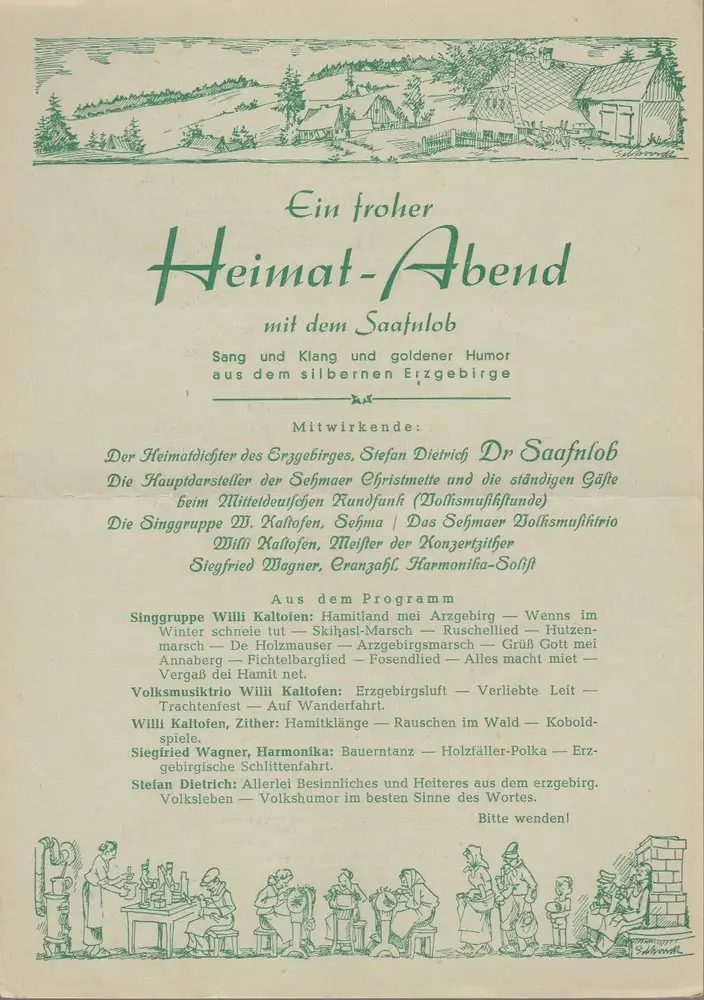 Ein froher
Heimat-Abend
mit dem Saafnlob
Sang und Klang und goldener Humor
aus dem silbernen Erzgebirge
Mitwirkende:
Der Heimatdichter des Erzgebirges, Stefan Dietrich Dr Saafnlob
Die Hauptdarsteller der Sehmaer Christmette und die ständigen Gäste
beim Mitteldeutschen Rundfunk (Volksmusikstunde)
Die Singgruppe W. Kaltofen, Sehma / Das Sehmaer Volksmusiktrio
Willi Kaltofen, Meister der Konzertzither
Siegfried Wagner, Cranzahl, Harmonika-Solist
Aus dem Programm
Singgruppe Willi Kaltofen: Hamitland mei Arzgebirg — Wenns im
Winter schneie tut — Skihasl-Marsch — Ruschellied — Hutzen-
marsch — De Holzmauser — Arzgebirgsmarsch — Grüß Gott mei
Annaberg — Fichtelbarglied — Fosendlied — Alles macht miet —
Vergaß dei Hamit net.
Volksmusiktrio Willi Kaltofen: Erzgebirgsluft — Verliebte Leit —
Trachtenfest — Auf Wanderfahrt.
Willi Kaltofen, Zither: Hamitklänge — Rauschen im Wald — Kobold-
spiele.
Siegfried Wagner, Harmonika: Bauerntanz — Holzfäller-Polka — Erz-
gebirgische Schlittenfahrt.
Stefan Dietrich: Allerlei Besinnliches und Heiteres aus dem erzgebirg.
Volksleben — Volkshumor im besten Sinne des Wortes.
Bitte wenden!